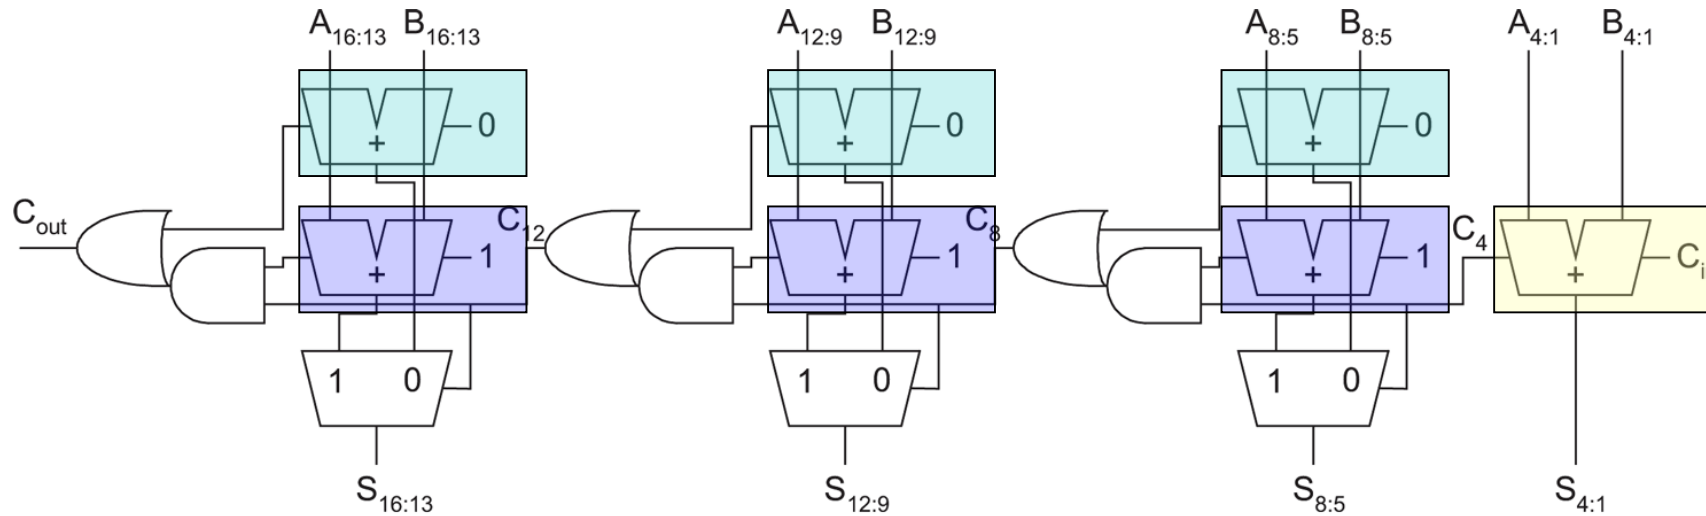 A16:13 B16:13 A12:9 B12:9 A8:5 B8:5 A4:1 B4:1
0 0 0
+ + +
Cout C12 C8 C4
1 1 1 Ci
+ + + +
1 0 1 0 1 0
S16:13 S12:9 S8:5 S4:1